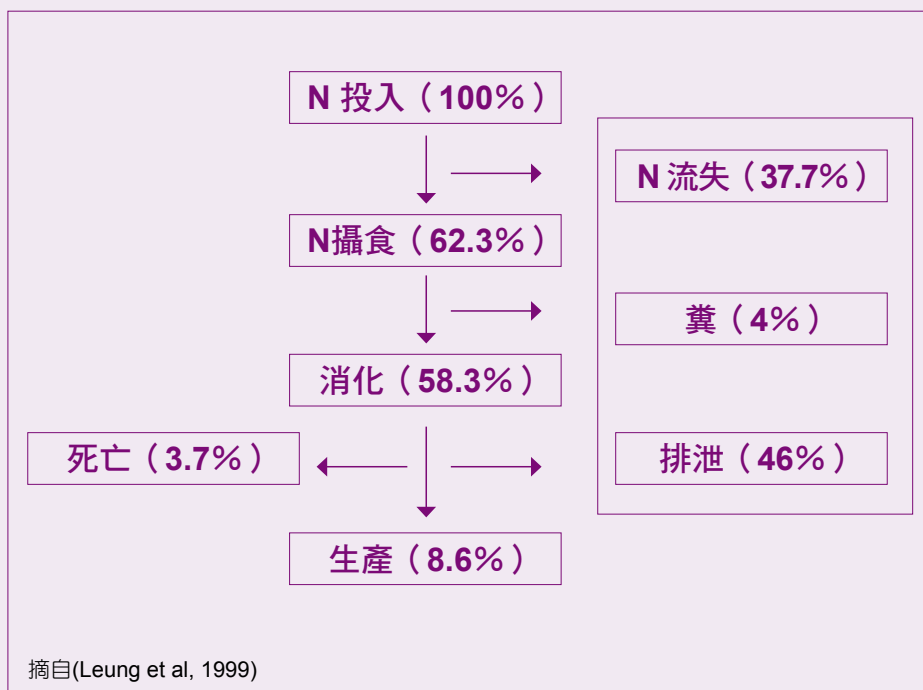 N 投入（100%）
N 流失（37.7%）
N攝食（62.3%）
糞（4%）
消化（58.3%）
死亡（3.7%）
排泄（46%）
生產（8.6%）
摘自(Leung et al, 1999)